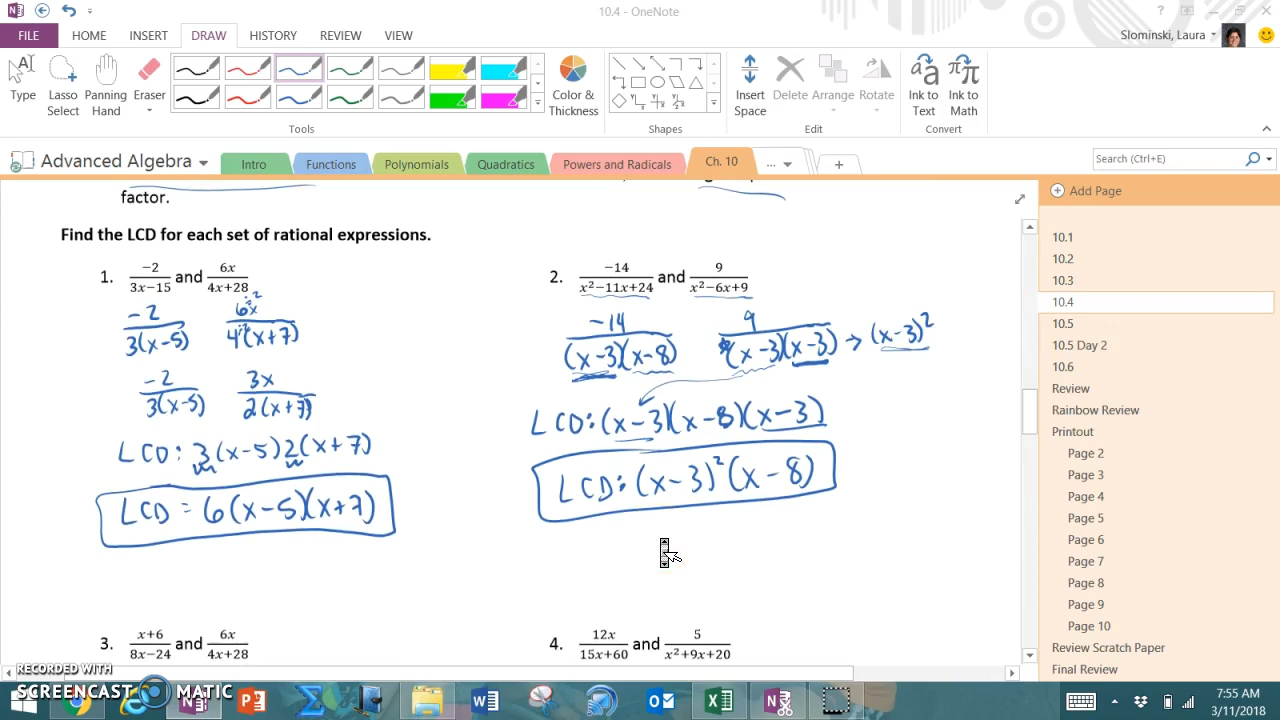 10.4 - OneNote
Slominski, Laura
FILE HOME INSERT DRAW HISTORY REVIEW VIEW
Type
Lasso Select
Panning Hand
Eraser
Color & Thickness
Insert Space
Delete
Arrange
Rotate
Ink to Text
Ink to Math
Tools Shapes Edit Convert
Advanced Algebra
Intro Functions Polynomials Quadratics Powers and Radicals Ch. 10 ...
Search (Ctrl+E)
factor.
Find the LCD for each set of rational expressions.
1. −2/(3x−15) and 6x/(4x+28)
−2/(3(x−5)) 6x/(4(x+7))
−2/(3(x−5)) 3x/(2(x+7))
LCD: 3(x−5)2(x+7)
LCD = 6(x−5)(x+7)
2. −14/(x²−11x+24) and 9/(x²−6x+9)
−14/((x−3)(x−8)) 9/((x−3)(x−3)) → (x−3)²
LCD: (x−3)(x−8)(x−3)
LCD: (x−3)²(x−8)
3. (x+6)/(8x−24) and 6x/(4x+28)
4. 12x/(15x+60) and 5/(x²+9x+20)
Add Page
10.1
10.2
10.3
10.4
10.5
10.5 Day 2
10.6
Review
Rainbow Review
Printout
Page 2
Page 3
Page 4
Page 5
Page 6
Page 7
Page 8
Page 9
Page 10
Review Scratch Paper
Final Review
RECORDED WITH
SCREENCAST MATIC
7:55 AM
3/11/2018